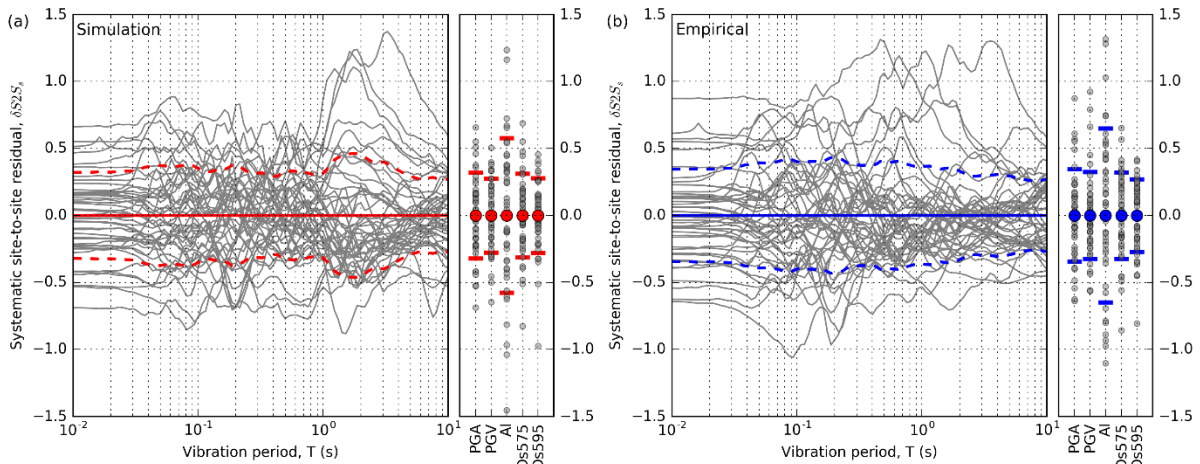 (a)
Simulation
Systematic site-to-site residual, δS2Sₛ
1.5
1.0
0.5
0.0
−0.5
−1.0
−1.5
10⁻²
10⁻¹
10⁰
10¹
Vibration period, T (s)
1.5
1.0
0.5
0.0
−0.5
−1.0
−1.5
PGA
PGV
AI
Ds575
Ds595
(b)
Empirical
Systematic site-to-site residual, δS2Sₛ
1.5
1.0
0.5
0.0
−0.5
−1.0
−1.5
10⁻²
10⁻¹
10⁰
10¹
Vibration period, T (s)
1.5
1.0
0.5
0.0
−0.5
−1.0
−1.5
PGA
PGV
AI
Ds575
Ds595